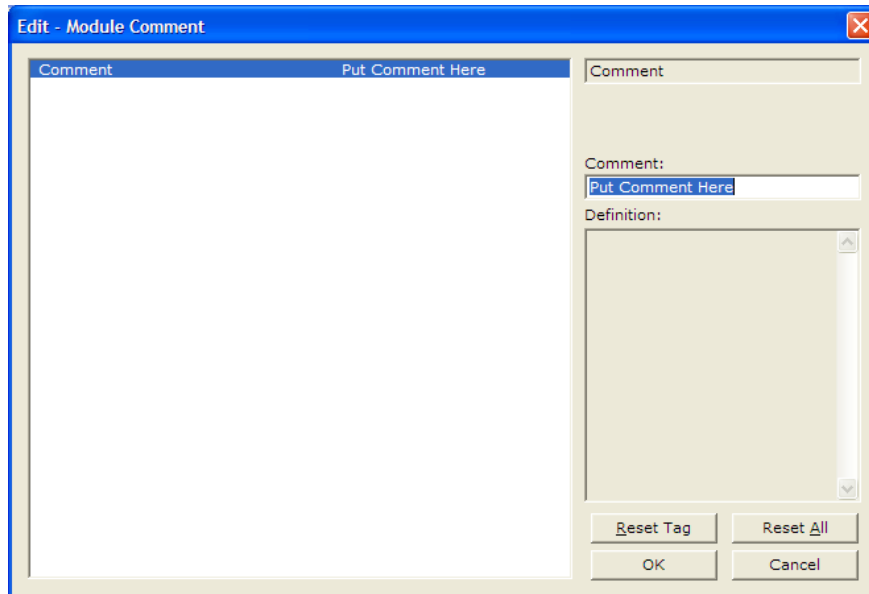 Edit - Module Comment
Comment Put Comment Here
Comment
Comment:
Put Comment Here
Definition:
Reset Tag Reset All
OK Cancel